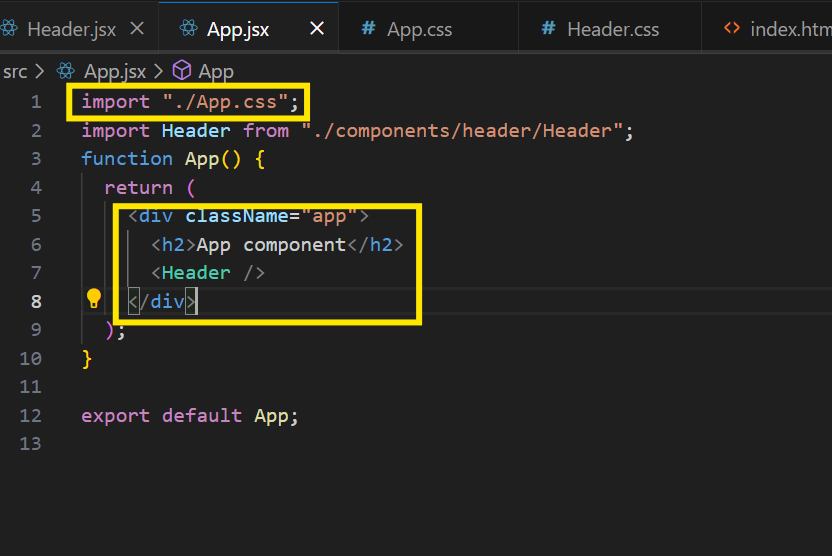 Header.jsx App.jsx # App.css # Header.css <> index.htm
src > App.jsx > App
1 import "./App.css";
2 import Header from "./components/header/Header";
3 function App() {
4   return (
5     <div className="app">
6       <h2>App component</h2>
7       <Header />
8     </div>
9   );
10 }
11
12 export default App;
13